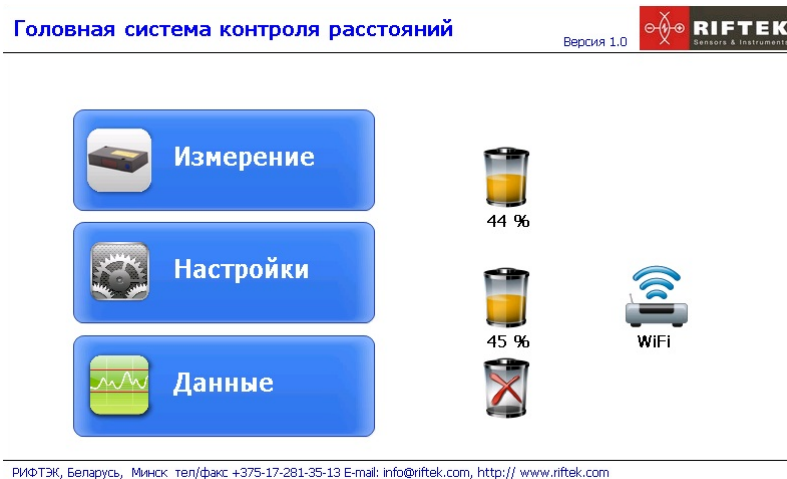 Головная система контроля расстояний
Версия 1.0
RIFTEK
Sensors & Instruments
Измерение
44 %
Настройки
45 %
WiFi
Данные
РИФТЭК, Беларусь, Минск тел/факс +375-17-281-35-13 E-mail: info@riftek.com, http:// www.riftek.com